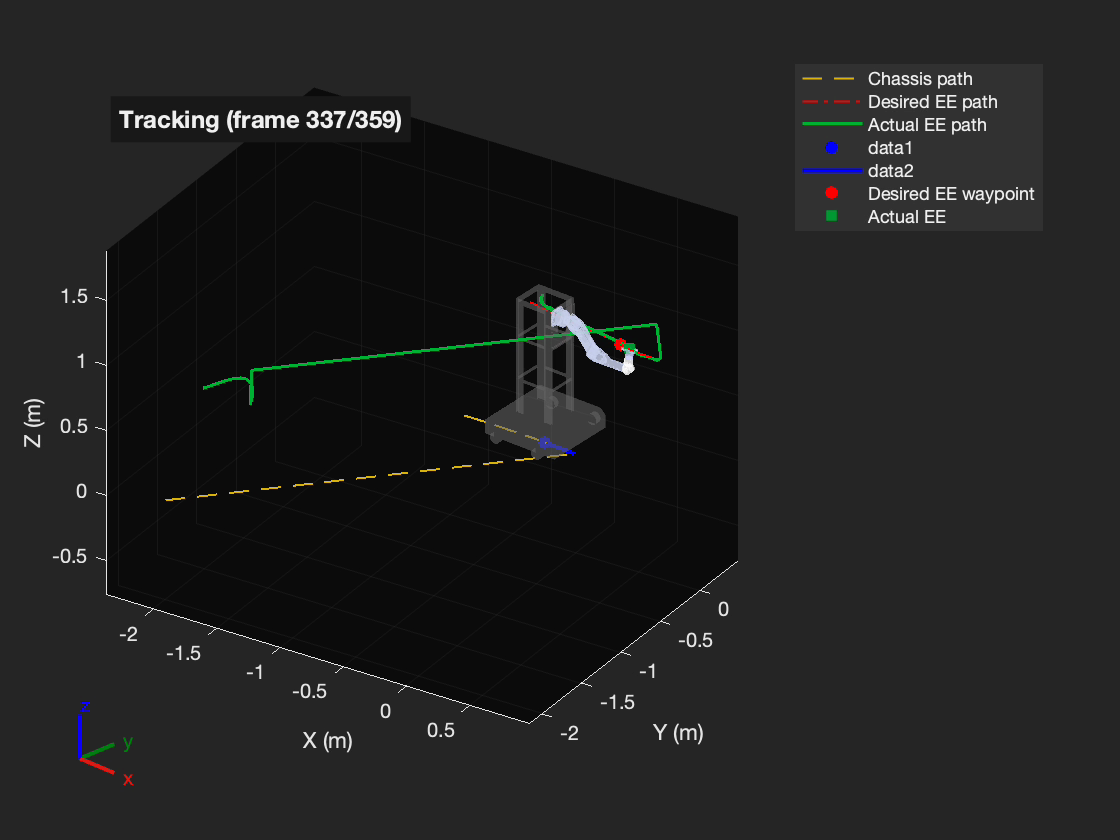 Tracking (frame 337/359)
Chassis path
Desired EE path
Actual EE path
data1
data2
Desired EE waypoint
Actual EE
1.5
1
0.5
0
-0.5
Z (m)
-2
-1.5
-1
-0.5
0
0.5
X (m)
0
-0.5
-1
-1.5
-2
Y (m)
z
y
x